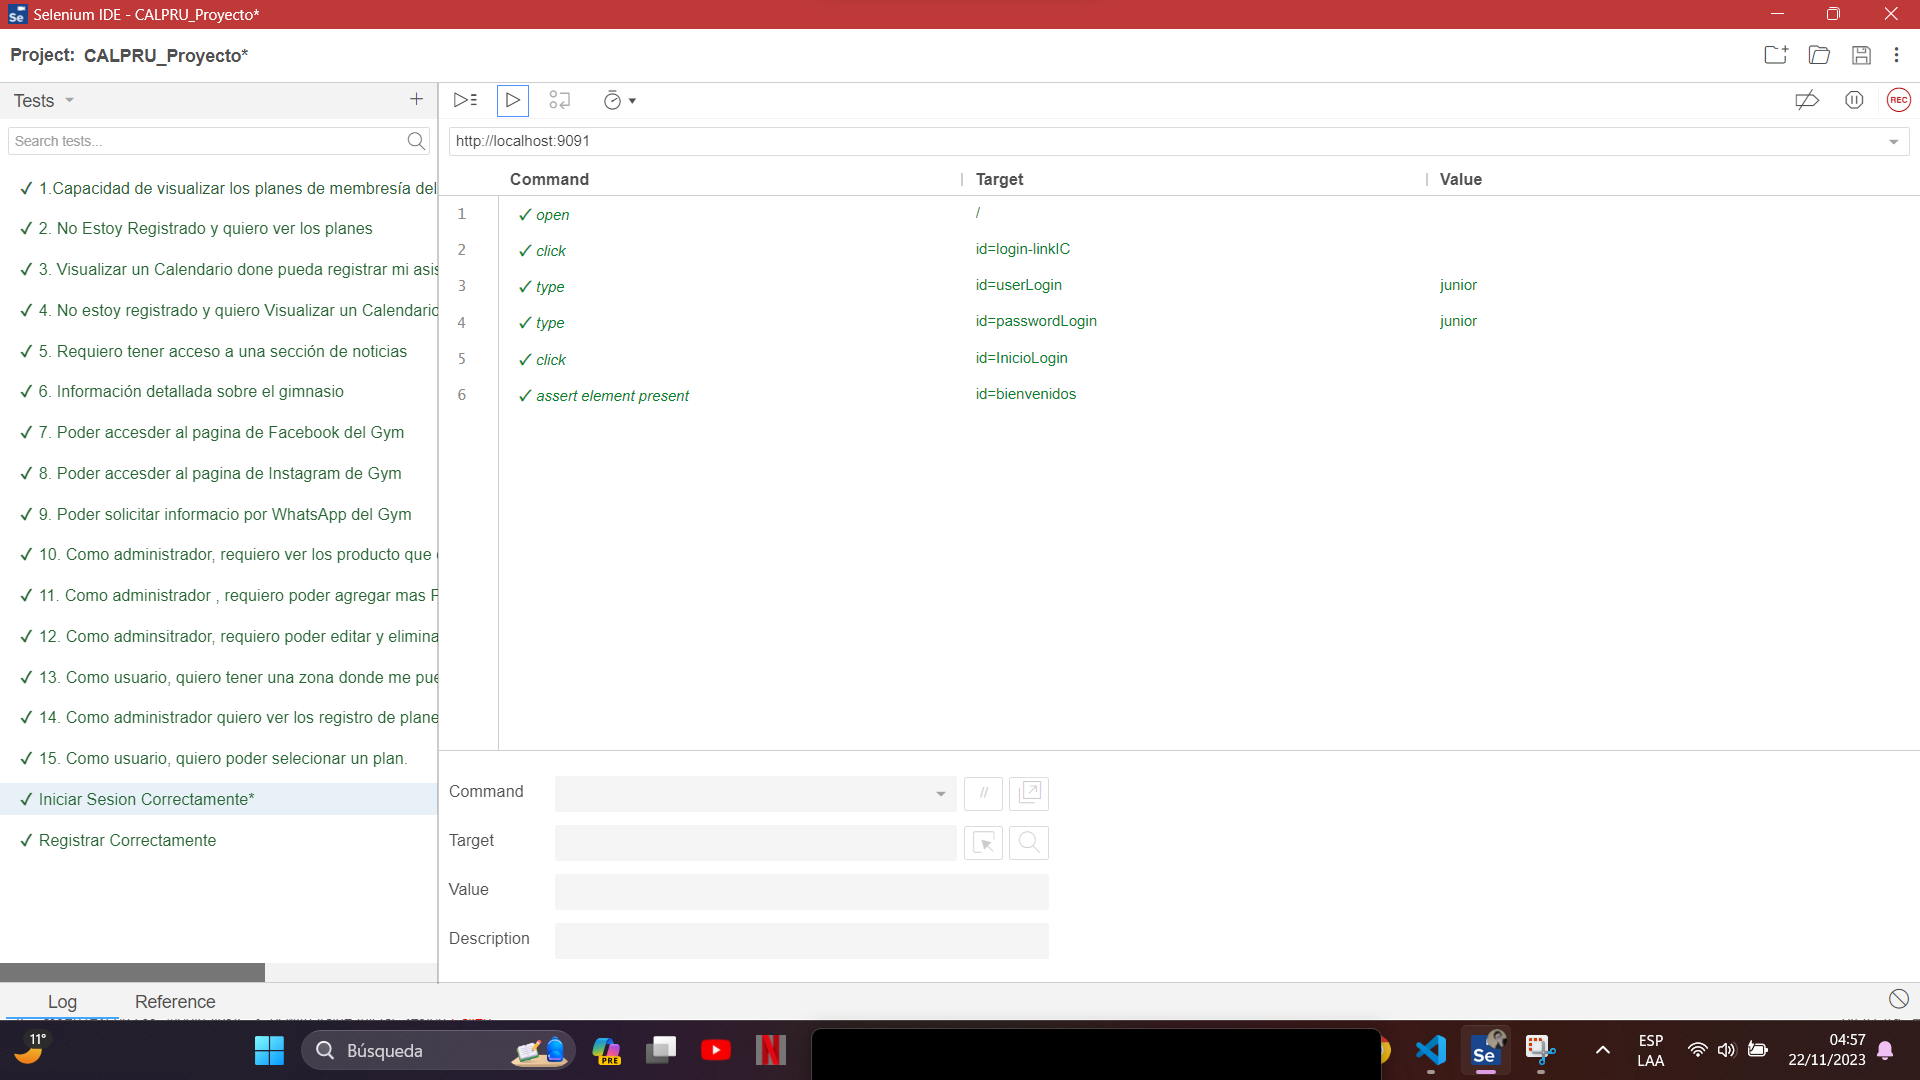 Selenium IDE - CALPRU_Proyecto*
Project: CALPRU_Proyecto*
Tests
REC
Search tests...
http://localhost:9091
Command Target Value
✓ 1.Capacidad de visualizar los planes de membresía del
✓ 2. No Estoy Registrado y quiero ver los planes
✓ 3. Visualizar un Calendario done pueda registrar mi asis
✓ 4. No estoy registrado y quiero Visualizar un Calendario
✓ 5. Requiero tener acceso a una sección de noticias
✓ 6. Información detallada sobre el gimnasio
✓ 7. Poder accesder al pagina de Facebook del Gym
✓ 8. Poder accesder al pagina de Instagram de Gym
✓ 9. Poder solicitar informacio por WhatsApp del Gym
✓ 10. Como administrador, requiero ver los producto que
✓ 11. Como administrador , requiero poder agregar mas
✓ 12. Como adminsitrador, requiero poder editar y elimina
✓ 13. Como usuario, quiero tener una zona donde me pue
✓ 14. Como administrador quiero ver los registro de plane
✓ 15. Como usuario, quiero poder selecionar un plan.
✓ Iniciar Sesion Correctamente*
✓ Registrar Correctamente
1 ✓ open /
2 ✓ click id=login-linkIC
3 ✓ type id=userLogin junior
4 ✓ type id=passwordLogin junior
5 ✓ click id=InicioLogin
6 ✓ assert element present id=bienvenidos
Command //
Target
Value
Description
Log Reference
11°
Búsqueda
PRE
N
Se
ESP
LAA
04:57
22/11/2023